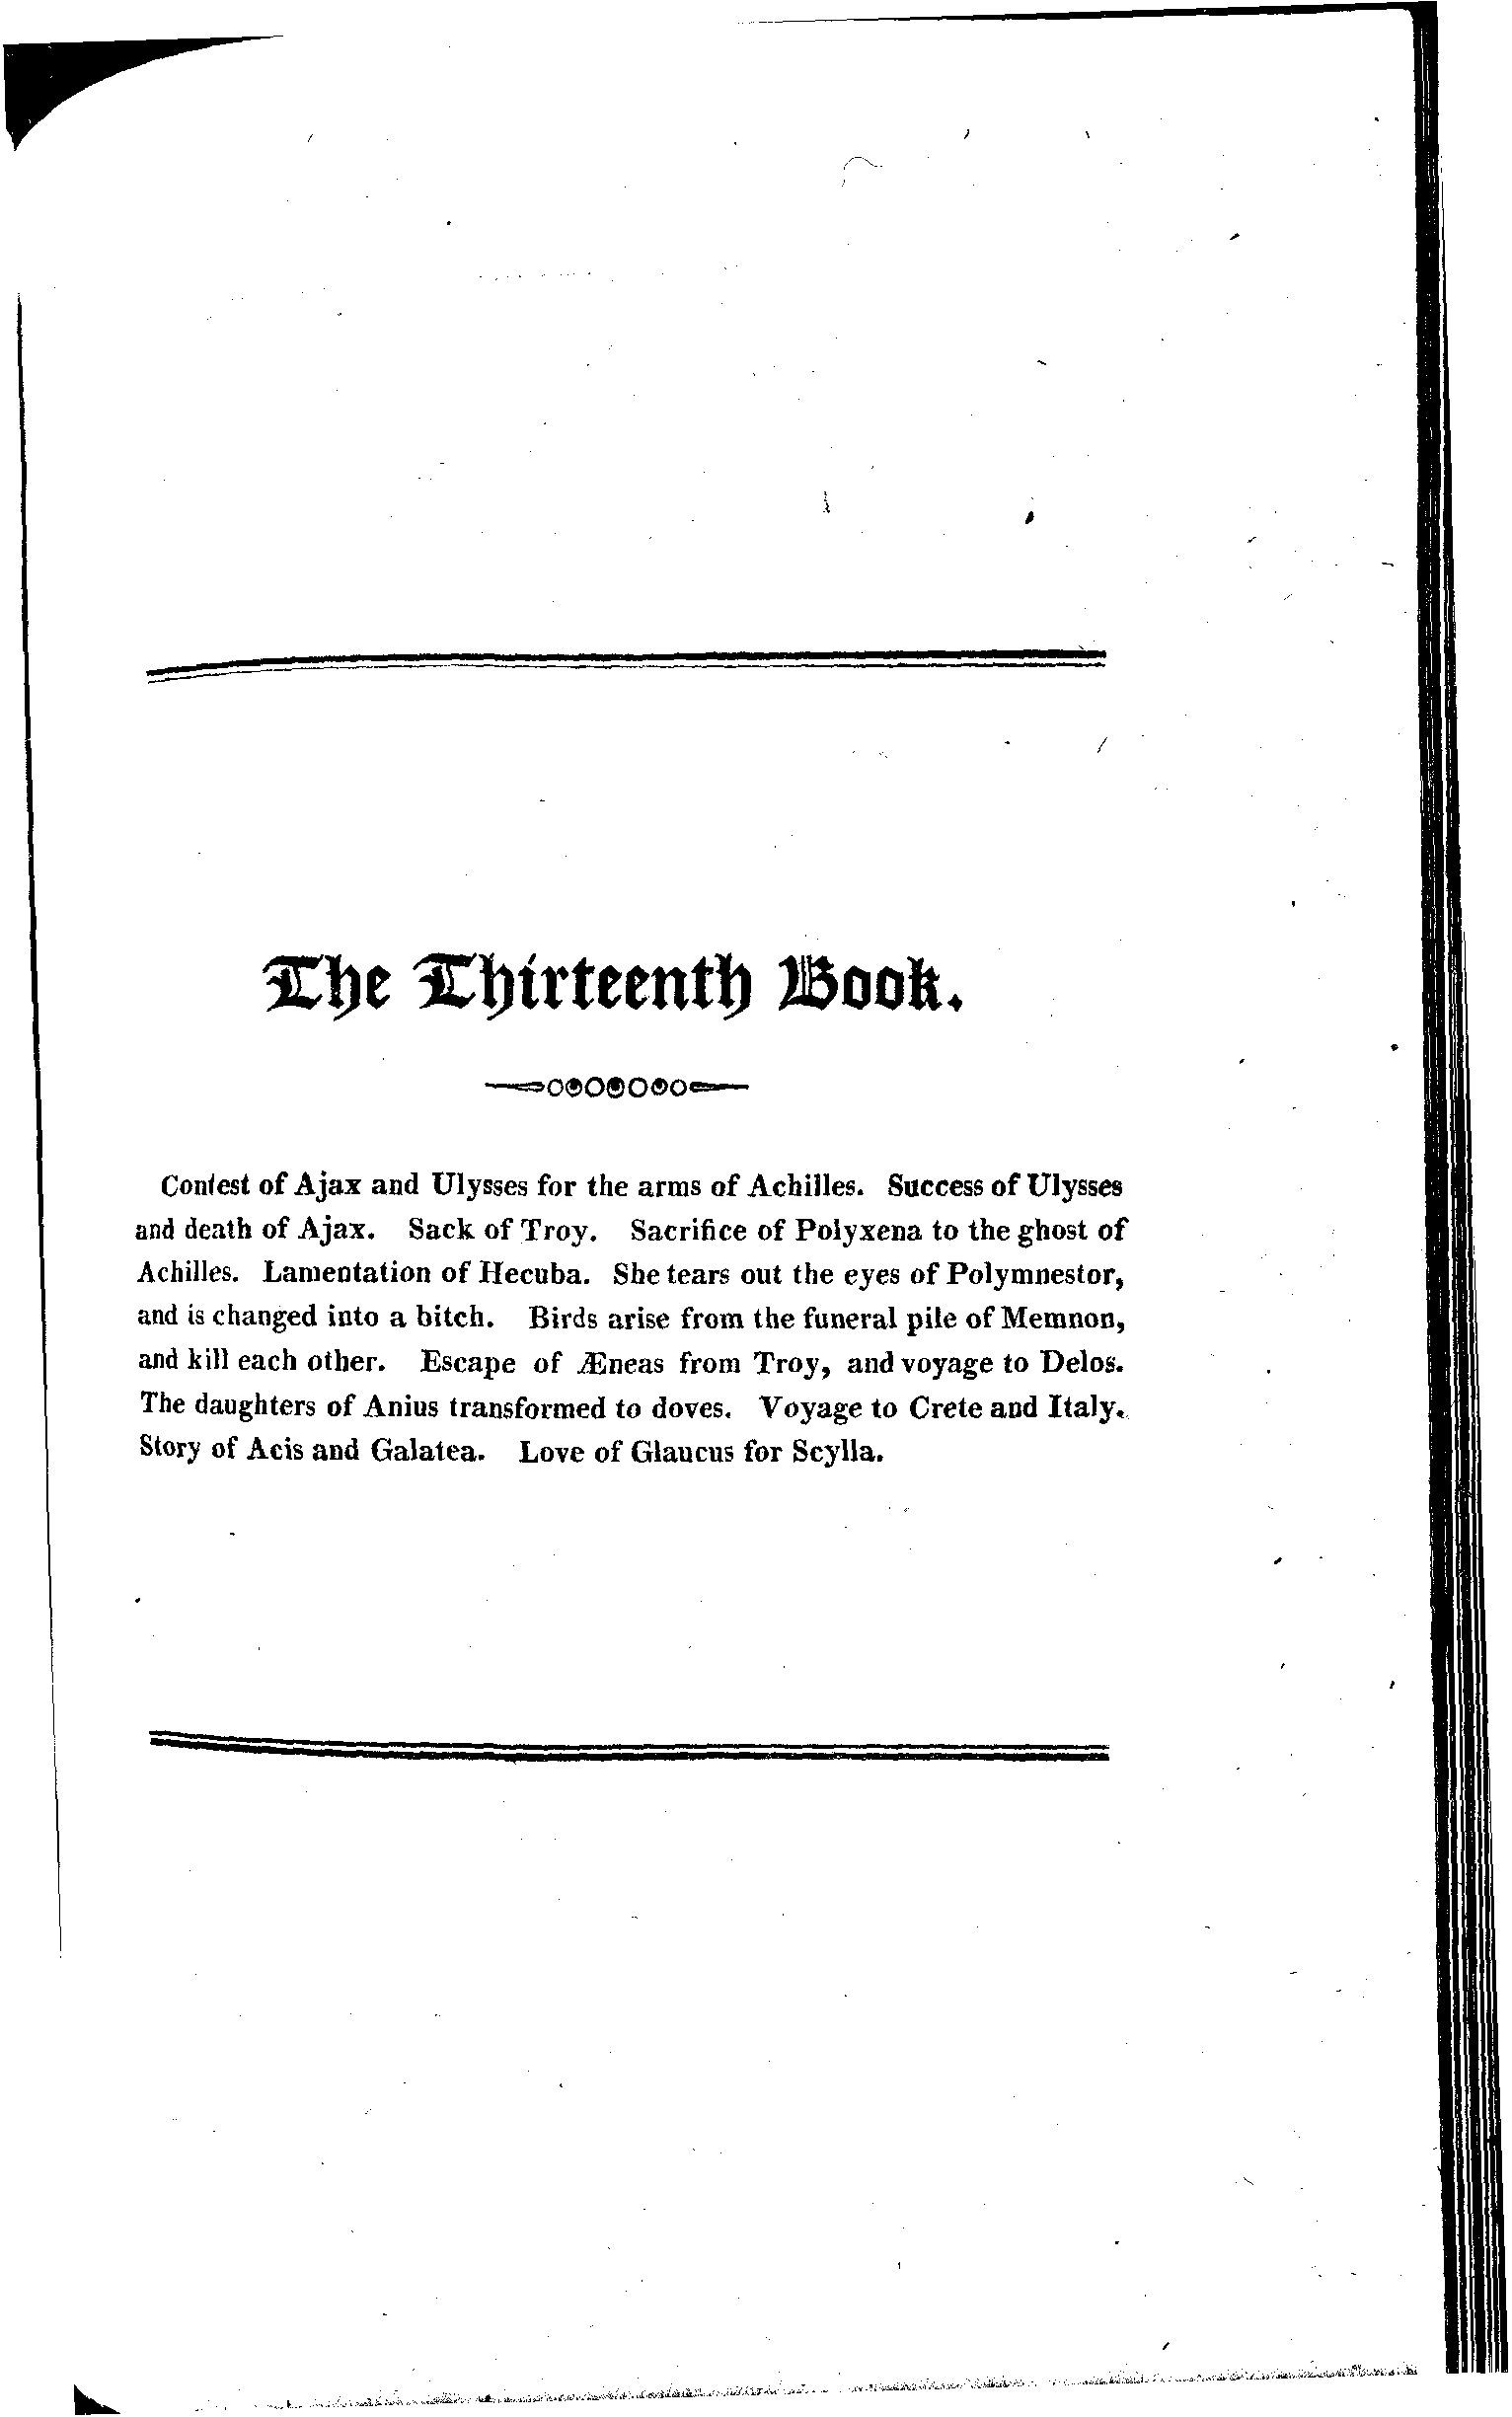 The Thirteenth Book.
Contest of Ajax and Ulysses for the arms of Achilles. Success of Ulysses
and death of Ajax. Sack of Troy. Sacrifice of Polyxena to the ghost of
Achilles. Lamentation of Hecuba. She tears out the eyes of Polymnestor,
and is changed into a bitch. Birds arise from the funeral pile of Memnon,
and kill each other. Escape of Æneas from Troy, and voyage to Delos.
The daughters of Anius transformed to doves. Voyage to Crete and Italy.
Story of Acis and Galatea. Love of Glaucus for Scylla.